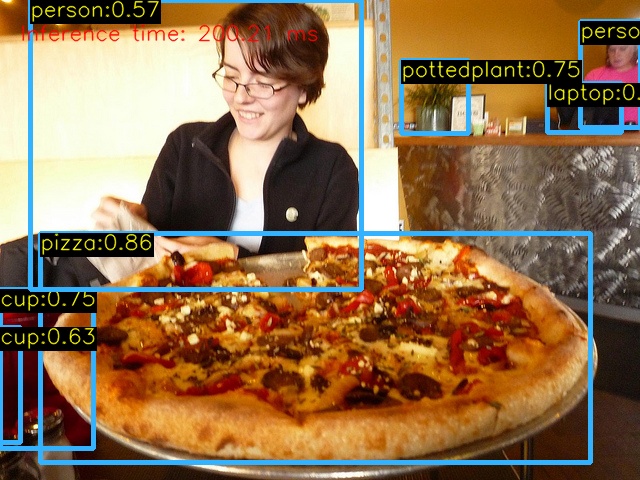 person:0.57
Inference time: 200.21 ms
perso
pottedplant:0.75
laptop:0.
pizza:0.86
cup:0.75
cup:0.63